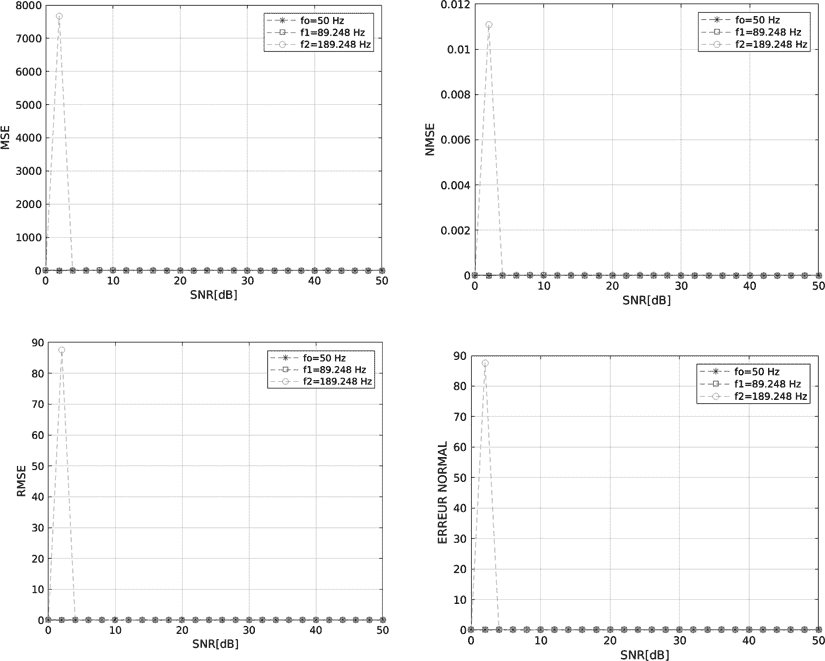 8000
7000
6000
5000
4000
3000
2000
1000
0
MSE
0 10 20 30 40 50
SNR[dB]
fo=50 Hz
f1=89.248 Hz
f2=189.248 Hz
0.012
0.01
0.008
0.006
0.004
0.002
0
NMSE
0 10 20 30 40 50
SNR[dB]
fo=50 Hz
f1=89.248 Hz
f2=189.248 Hz
90
80
70
60
50
40
30
20
10
0
RMSE
0 10 20 30 40 50
SNR[dB]
fo=50 Hz
f1=89.248 Hz
f2=189.248 Hz
90
80
70
60
50
40
30
20
10
0
ERREUR NORMAL
0 10 20 30 40 50
SNR[dB]
fo=50 Hz
f1=89.248 Hz
f2=189.248 Hz